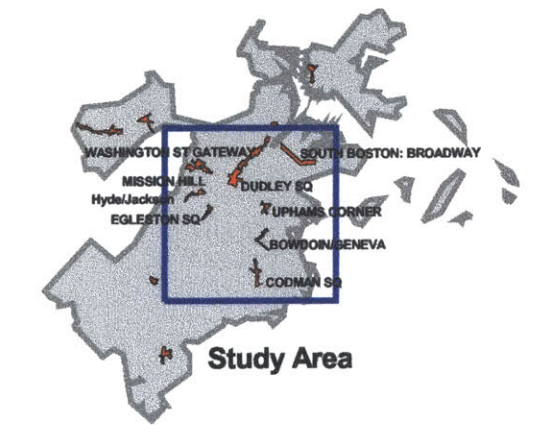 WASHINGTON ST GATEWAY
SOUTH BOSTON: BROADWAY
MISSION HILL
DUDLEY SQ
Hyde/Jackson
EGLESTON SQ
UPHAMS CORNER
BOWDOIN/GENEVA
CODMAN SQ
Study Area